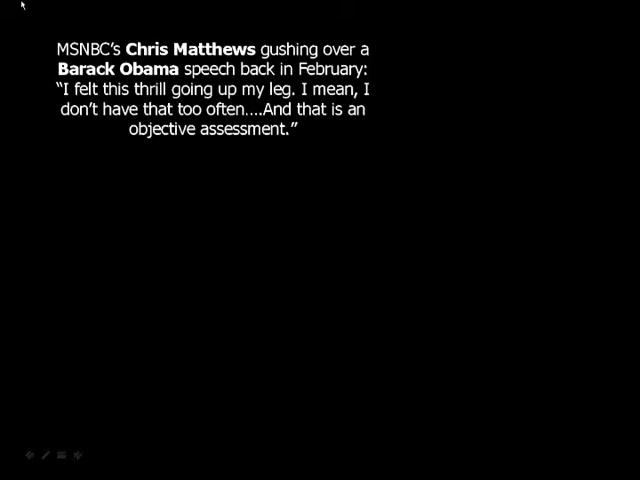 MSNBC’s Chris Matthews gushing over a
Barack Obama speech back in February:
“I felt this thrill going up my leg. I mean, I
don’t have that too often....And that is an
objective assessment.”